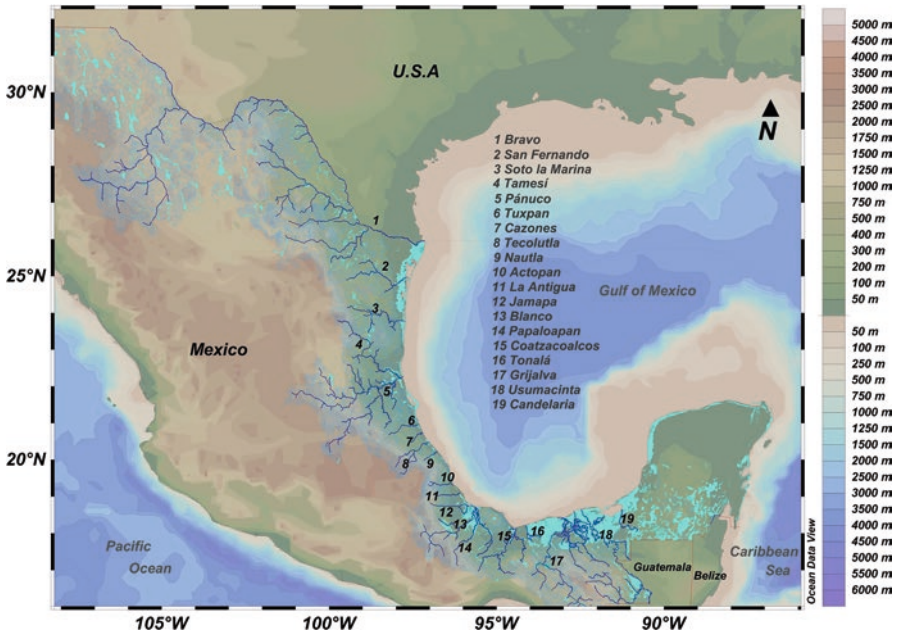 U.S.A
N
1 Bravo
2 San Fernando
3 Soto la Marina
4 Tamesí
5 Pánuco
6 Tuxpan
7 Cazones
8 Tecolutla
9 Nautla
10 Actopan
11 La Antigua
12 Jamapa
13 Blanco
14 Papaloapan
15 Coatzacoalcos
16 Tonalá
17 Grijalva
18 Usumacinta
19 Candelaria
Gulf of Mexico
Mexico
1
2
3
4
5
6
7
8 9
10
11
12
13
14
15
16
17
18
19
Guatemala
Belize
Pacific
Ocean
Caribbean
Sea
30°N
25°N
20°N
105°W
100°W
95°W
90°W
Ocean Data View
5000 m
4500 m
4000 m
3500 m
3000 m
2500 m
2000 m
1750 m
1500 m
1250 m
1000 m
750 m
500 m
400 m
300 m
200 m
100 m
50 m
50 m
100 m
250 m
500 m
750 m
1000 m
1500 m
2000 m
2500 m
3000 m
3500 m
4000 m
4500 m
5000 m
5500 m
6000 m